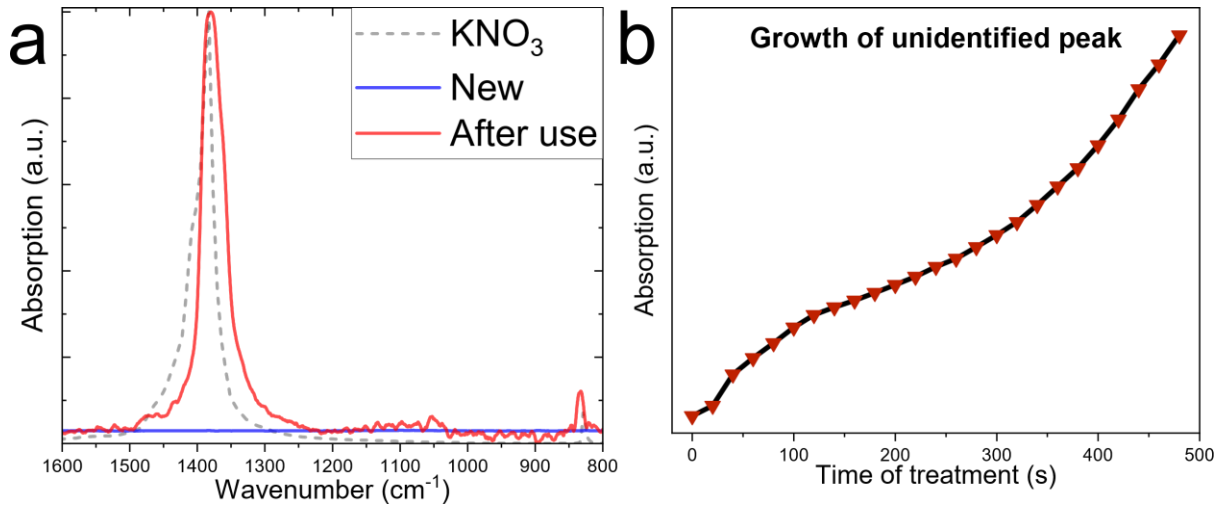 a
KNO₃
New
After use
Absorption (a.u.)
1600 1500 1400 1300 1200 1100 1000 900 800
Wavenumber (cm⁻¹)
b
Growth of unidentified peak
Absorption (a.u.)
0 100 200 300 400 500
Time of treatment (s)